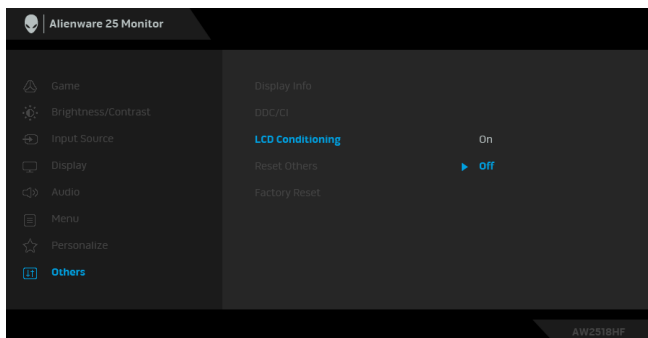 Alienware 25 Monitor
Game
Display Info
Brightness/Contrast
DDC/CI
Input Source
LCD Conditioning
On
Display
Reset Others
Off
Audio
Factory Reset
Menu
Personalize
Others
AW2518HF